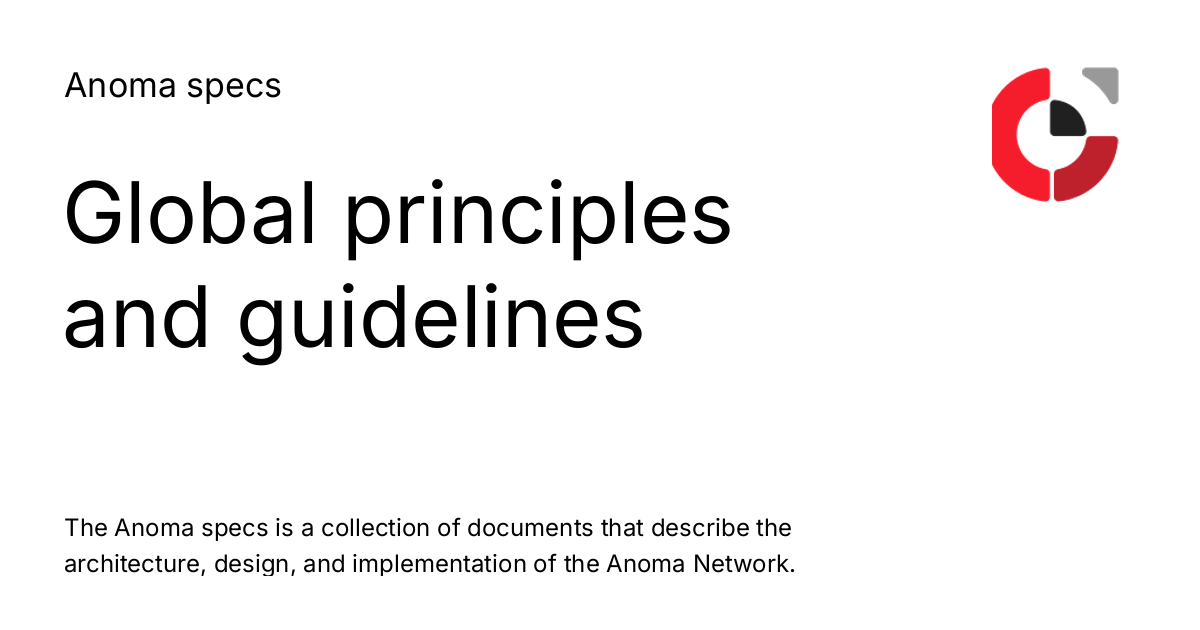 Anoma specs
Global principles
and guidelines
The Anoma specs is a collection of documents that describe the
architecture, design, and implementation of the Anoma Network.